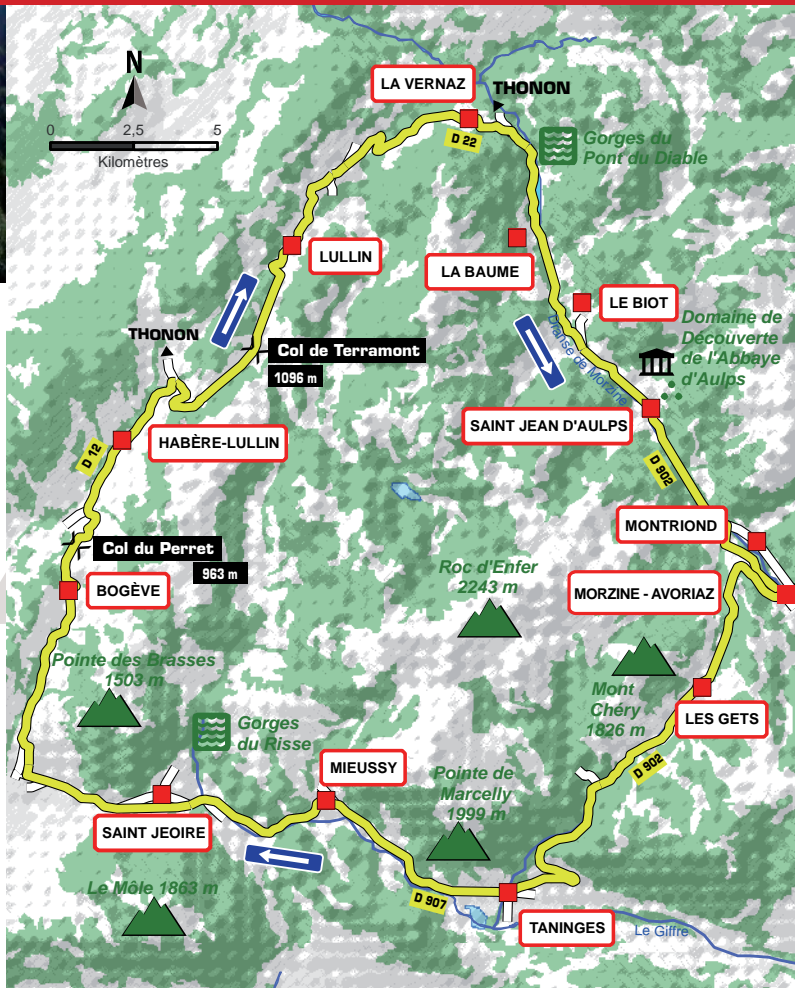 N
0 2,5 5
Kilomètres
LA VERNAZ
THONON
D 22
Gorges du
Pont du Diable
LULLIN
LA BAUME
LE BIOT
THONON
Col de Terramont
1096 m
Dranse de Morzine
Domaine de
Découverte
de l'Abbaye
d'Aulps
SAINT JEAN D'AULPS
HABÈRE-LULLIN
D 12
D 902
MONTRIOND
Col du Perret
963 m
BOGÈVE
Roc d'Enfer
2243 m
MORZINE - AVORIAZ
Pointe des Brasses
1503 m
Mont
Chéry
1826 m
LES GETS
Gorges
du Risse
MIEUSSY
D 902
Pointe de
Marcelly
1999 m
SAINT JEOIRE
Le Môle 1863 m
D 907
TANINGES
Le Giffre